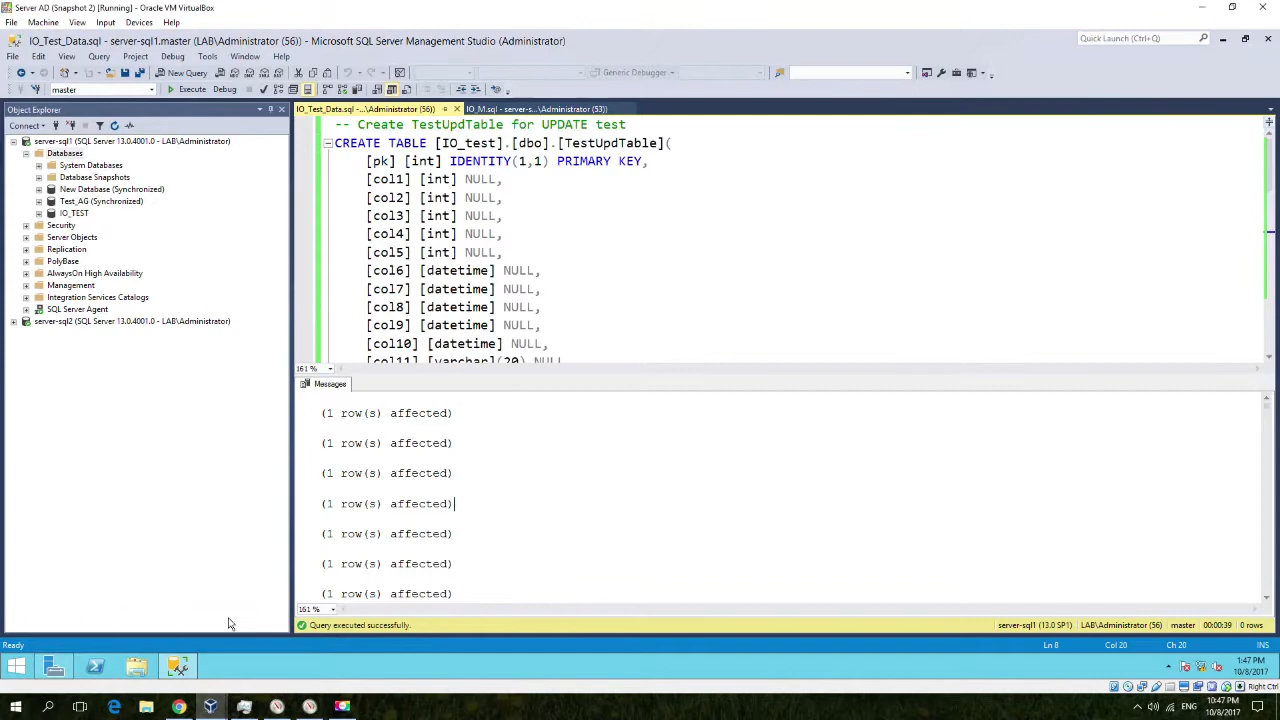 Server AD (Snapshot 2) [Running] - Oracle VM VirtualBox
File Machine View Input Devices Help
IO_Test_Data.sql - server-sql1.master (LAB\Administrator (56)) - Microsoft SQL Server Management Studio (Administrator)
Quick Launch (Ctrl+Q)
File Edit View Query Project Debug Tools Window Help
New Query
Generic Debugger
master
Execute Debug
Object Explorer
IO_Test_Data.sql -...\Administrator (56))
IO_M.sql - server-s...\Administrator (53))
Connect
server-sql1 (SQL Server 13.0.4001.0 - LAB\Administrator)
Databases
System Databases
Database Snapshots
New Database (Synchronized)
Test_AG (Synchronized)
IO_TEST
Security
Server Objects
Replication
PolyBase
AlwaysOn High Availability
Management
Integration Services Catalogs
SQL Server Agent
server-sql2 (SQL Server 13.0.4001.0 - LAB\Administrator)
-- Create TestUpdTable for UPDATE test
CREATE TABLE [IO_test].[dbo].[TestUpdTable](
[pk] [int] IDENTITY(1,1) PRIMARY KEY,
[col1] [int] NULL,
[col2] [int] NULL,
[col3] [int] NULL,
[col4] [int] NULL,
[col5] [int] NULL,
[col6] [datetime] NULL,
[col7] [datetime] NULL,
[col8] [datetime] NULL,
[col9] [datetime] NULL,
[col10] [datetime] NULL,
[col11] [varchar](20) NULL
161 %
Messages
(1 row(s) affected)
(1 row(s) affected)
(1 row(s) affected)
(1 row(s) affected)
(1 row(s) affected)
(1 row(s) affected)
(1 row(s) affected)
161 %
Query executed successfully.
server-sql1 (13.0 SP1) LAB\Administrator (56) master 00:00:39 0 rows
Ready
Ln 8 Col 20 Ch 20 INS
1:47 PM
10/8/2017
Right Ctrl
ENG
10:47 PM
10/8/2017